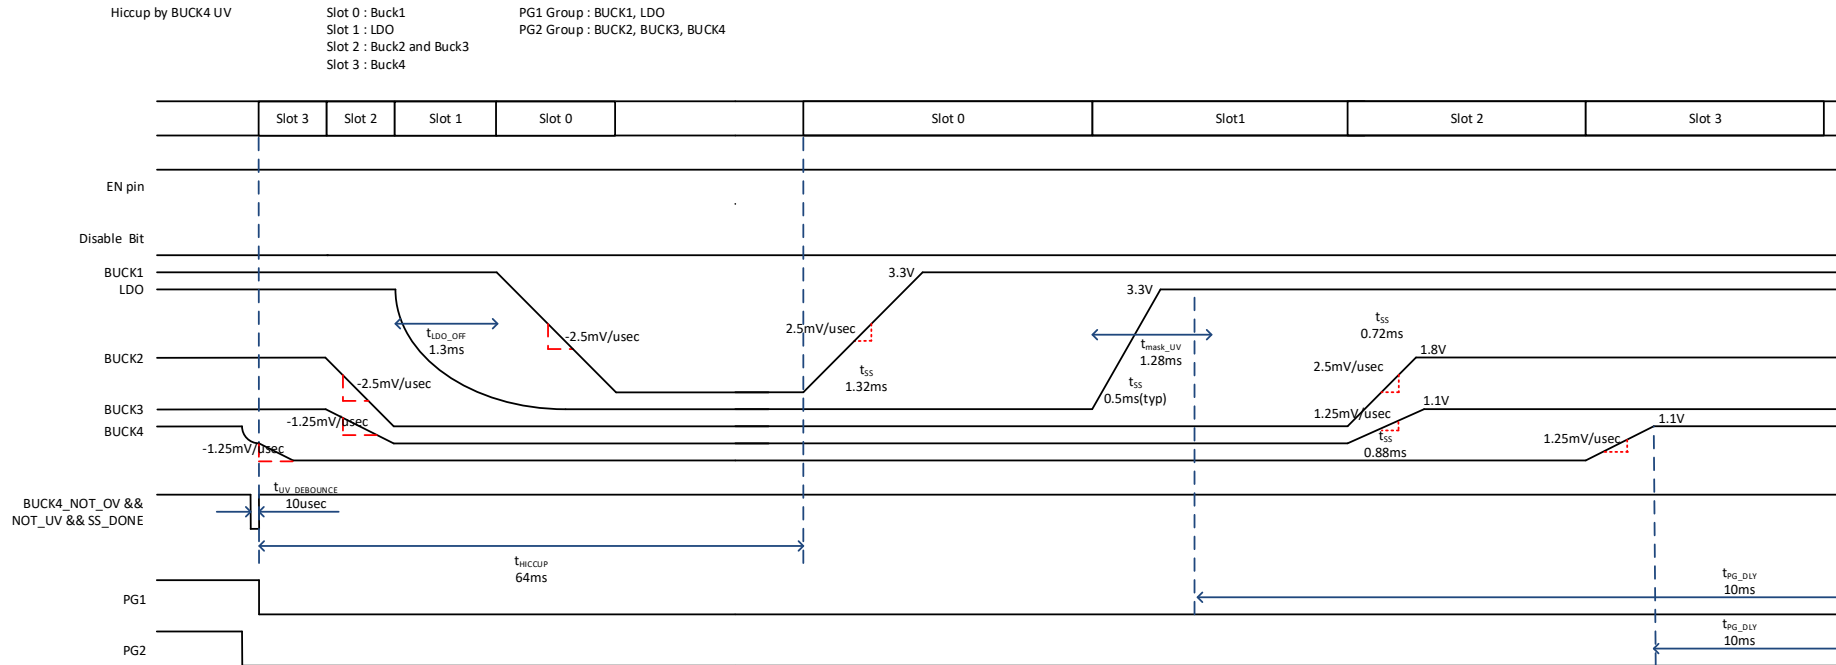 Hiccup by BUCK4 UV
Slot 0 : Buck1
Slot 1 : LDO
Slot 2 : Buck2 and Buck3
Slot 3 : Buck4
PG1 Group : BUCK1, LDO
PG2 Group : BUCK2, BUCK3, BUCK4
Slot 3
Slot 2
Slot 1
Slot 0
Slot 0
Slot1
Slot 2
Slot 3
EN pin
Disable Bit
BUCK1
LDO
3.3V
3.3V
2.5mV/usec
-2.5mV/usec
tLDO_OFF
1.3ms
tSS
1.32ms
tmask_UV
1.28ms
tSS
0.5ms(typ)
tSS
0.72ms
BUCK2
1.8V
2.5mV/usec
-2.5mV/usec
BUCK3
1.1V
-1.25mV/usec
1.25mV/usec
tSS
0.88ms
BUCK4
1.1V
-1.25mV/usec
1.25mV/usec
BUCK4_NOT_OV &&
NOT_UV && SS_DONE
tUV_DEBOUNCE
10usec
tHICCUP
64ms
PG1
tPG_DLY
10ms
PG2
tPG_DLY
10ms